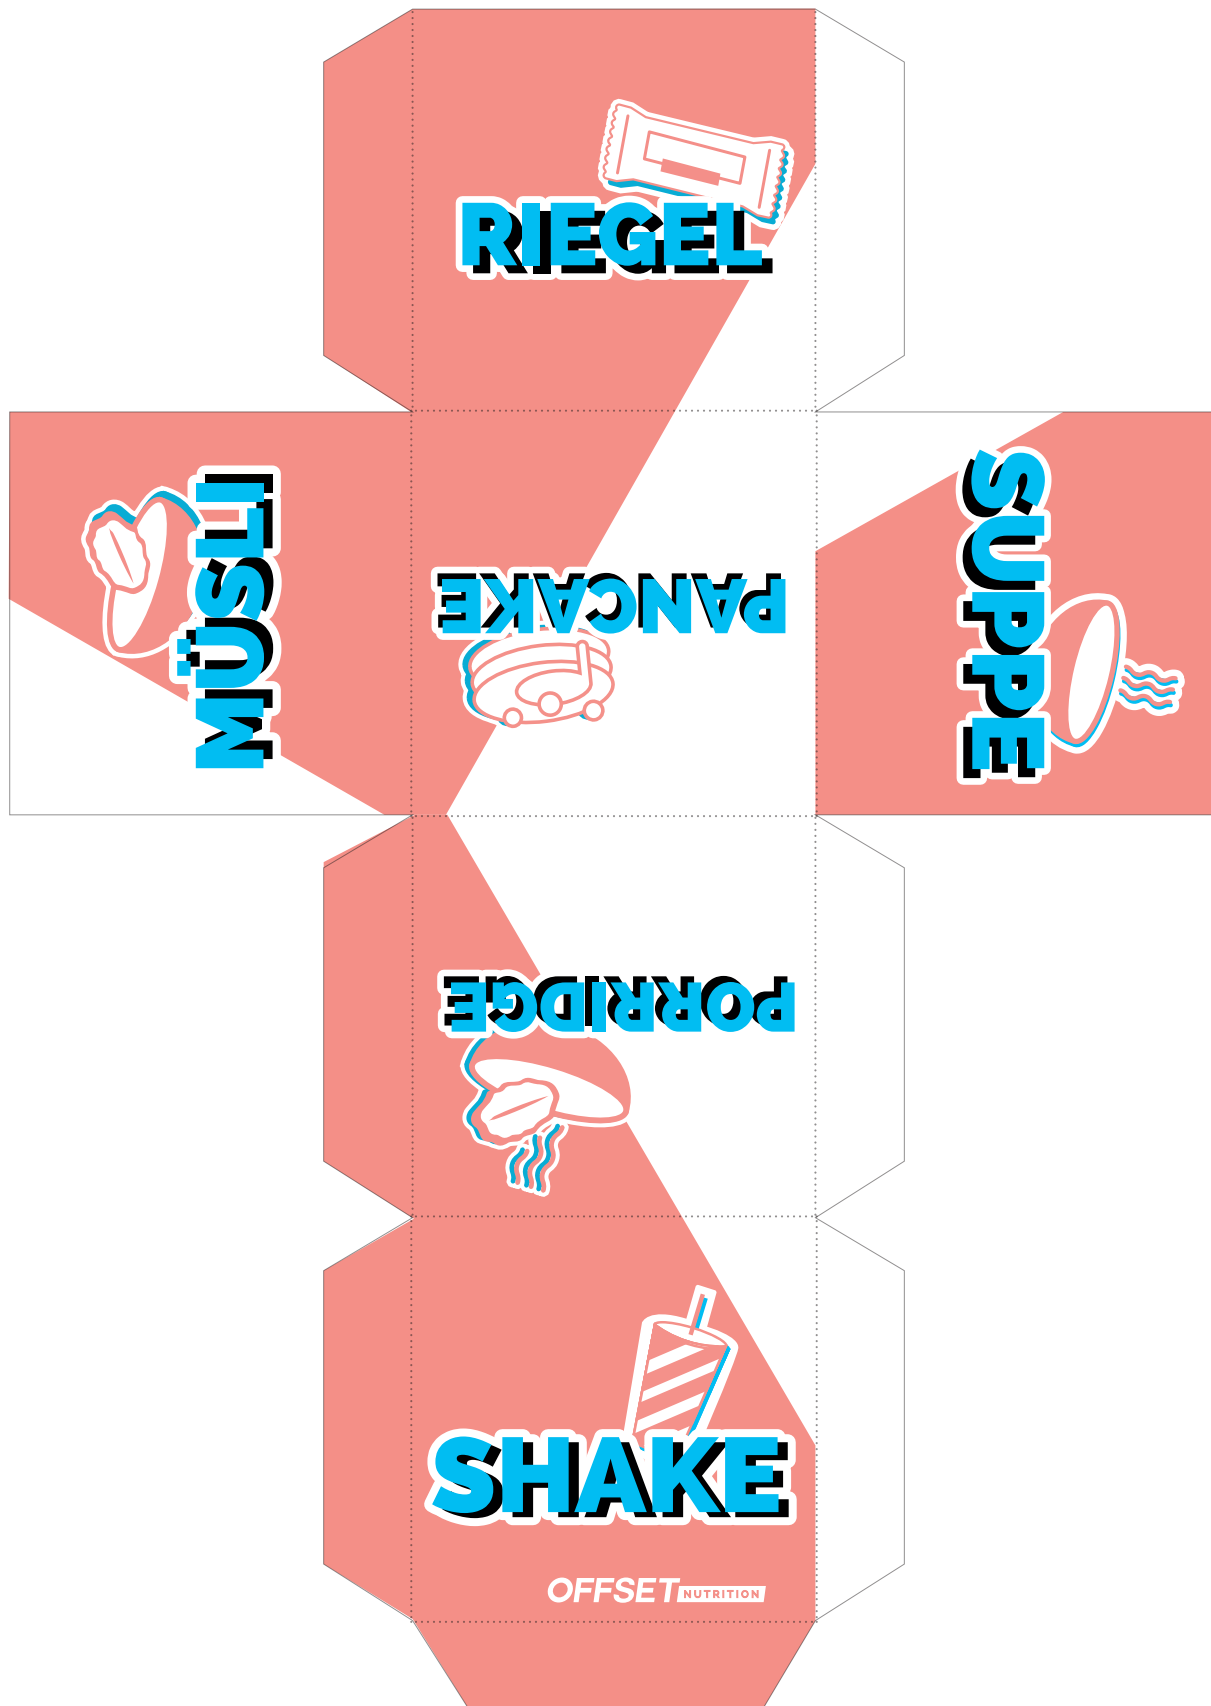 RIEGEL
MÜSLI
PANCAKE
SUPPE
PORRIDGE
SHAKE
OFFSET NUTRITION